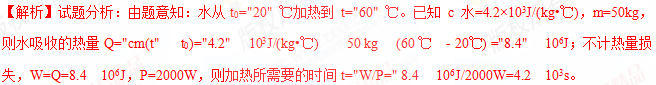 【解析】试题分析：由题意知：水从 t₀="20" ℃加热到 t="60" ℃。已知 c 水=4.2×10³J/(kg•℃)，m=50kg，
则水吸收的热量 Q="cm(t" t₀)="4.2" 10³J/(kg•℃) 50 kg (60 ℃ - 20℃) ="8.4" 10⁶J；不计热量损
失，W=Q=8.4 10⁶J，P=2000W，则加热所需要的时间 t="W/P=" 8.4 10⁶J/2000W=4.2 10³s。